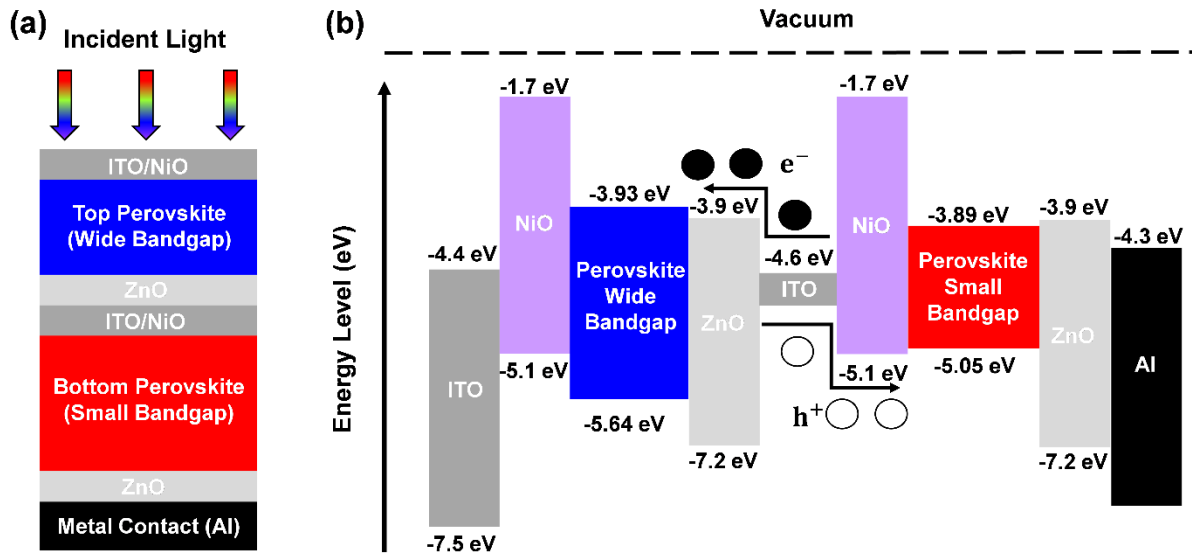 (a)
Incident Light
ITO/NiO
Top Perovskite
(Wide Bandgap)
ZnO
ITO/NiO
Bottom Perovskite
(Small Bandgap)
ZnO
Metal Contact (Al)
(b)
Vacuum
Energy Level (eV)
-4.4 eV
ITO
-7.5 eV
-1.7 eV
NiO
-5.1 eV
-3.93 eV
Perovskite
Wide
Bandgap
-5.64 eV
-3.9 eV
ZnO
-7.2 eV
e⁻
-4.6 eV
ITO
h⁺
-1.7 eV
NiO
-5.1 eV
-3.89 eV
Perovskite
Small
Bandgap
-5.05 eV
-3.9 eV
ZnO
-7.2 eV
-4.3 eV
Al